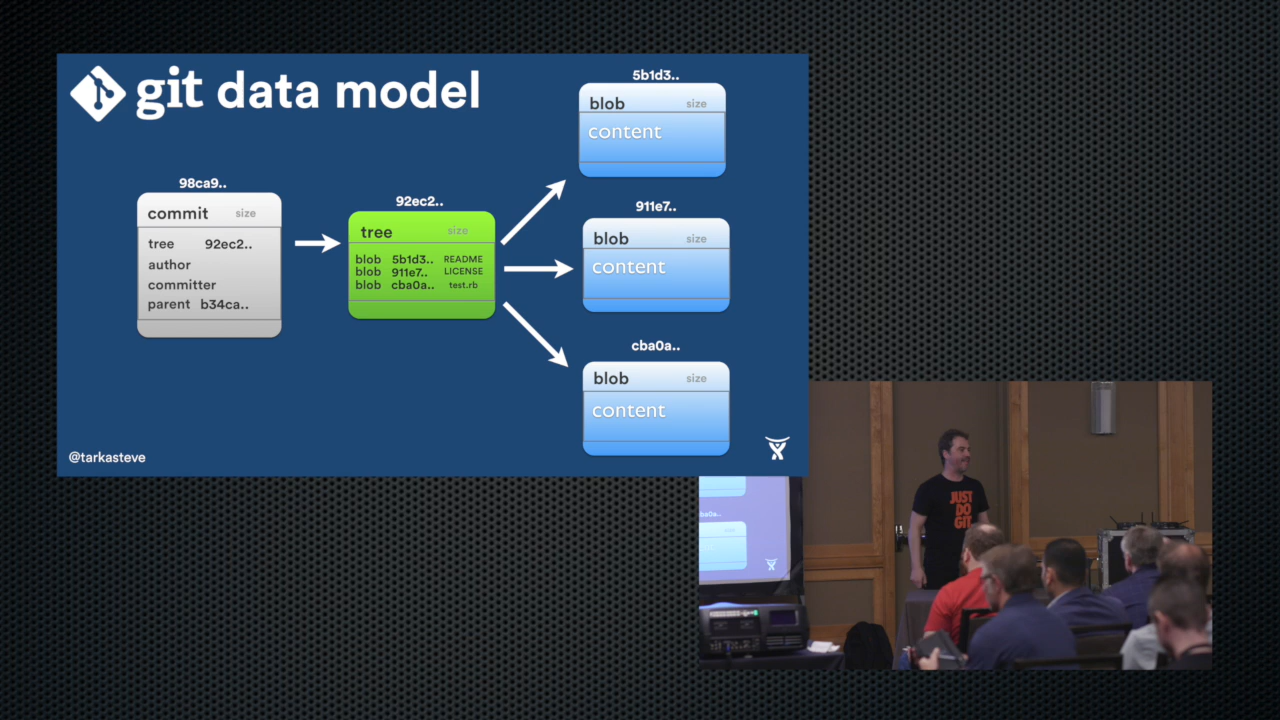 git data model
98ca9..
commit size
tree 92ec2..
author
committer
parent b34ca..
92ec2..
tree size
blob 5b1d3.. README
blob 911e7.. LICENSE
blob cba0a.. test.rb
5b1d3..
blob size
content
911e7..
blob size
content
cba0a..
blob size
content
@tarkasteve
JUST
DO
GIT